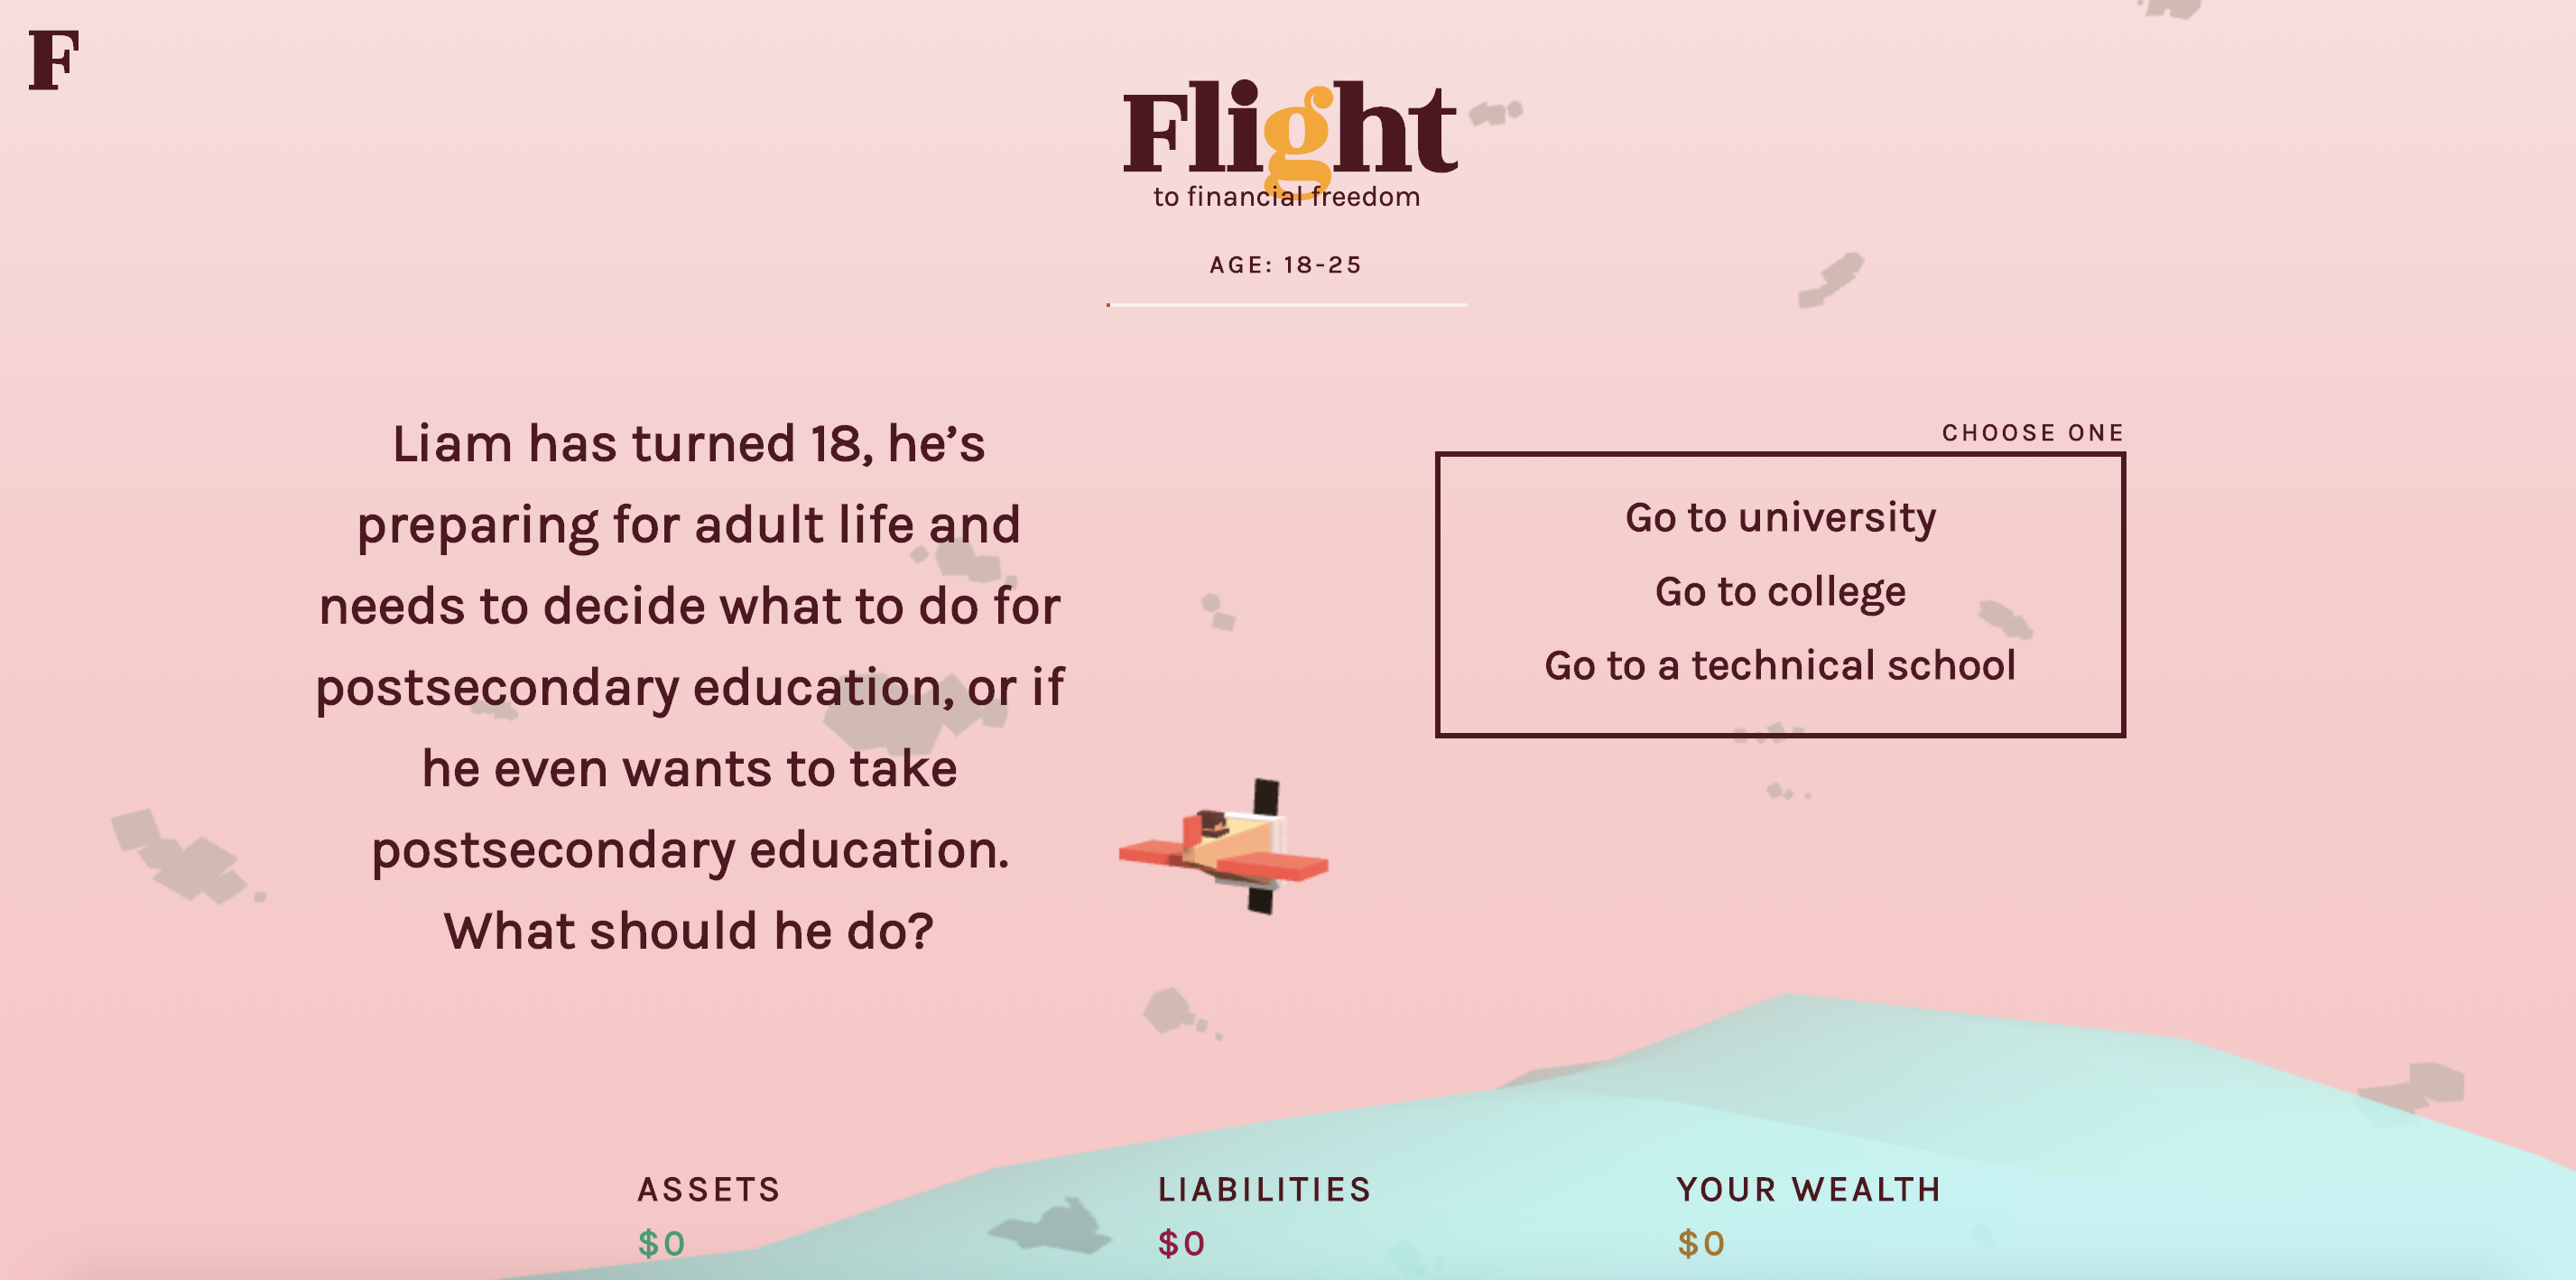 F
Flight
to financial freedom
AGE: 18-25
Liam has turned 18, he’s
preparing for adult life and
needs to decide what to do for
postsecondary education, or if
he even wants to take
postsecondary education.
What should he do?
CHOOSE ONE
Go to university
Go to college
Go to a technical school
ASSETS
$0
LIABILITIES
$0
YOUR WEALTH
$0